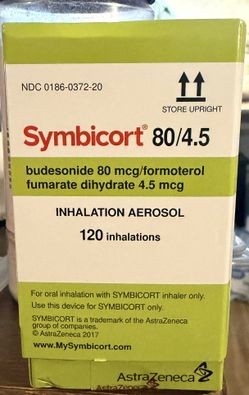 NDC 0186-0372-20
STORE UPRIGHT
Symbicort® 80/4.5
budesonide 80 mcg/formoterol
fumarate dihydrate 4.5 mcg
INHALATION AEROSOL
120 inhalations
For oral inhalation with SYMBICORT inhaler only.
Use this device for SYMBICORT only.
SYMBICORT is a trademark of the AstraZeneca
group of companies.
© AstraZeneca 2017
www.MySymbicort.com
AstraZeneca
AstraZeneca